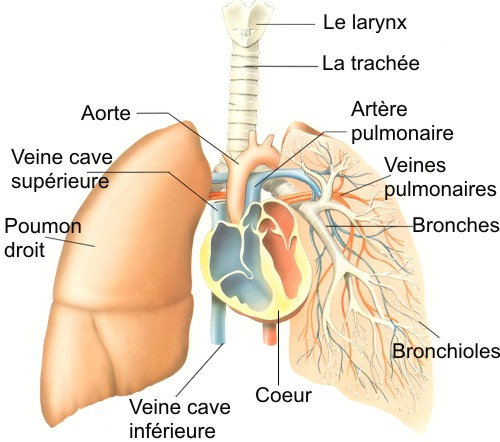 Le larynx
La trachée
Aorte
Artère
pulmonaire
Veine cave
supérieure
Veines
pulmonaires
Poumon
droit
Bronches
Bronchioles
Coeur
Veine cave
inférieure